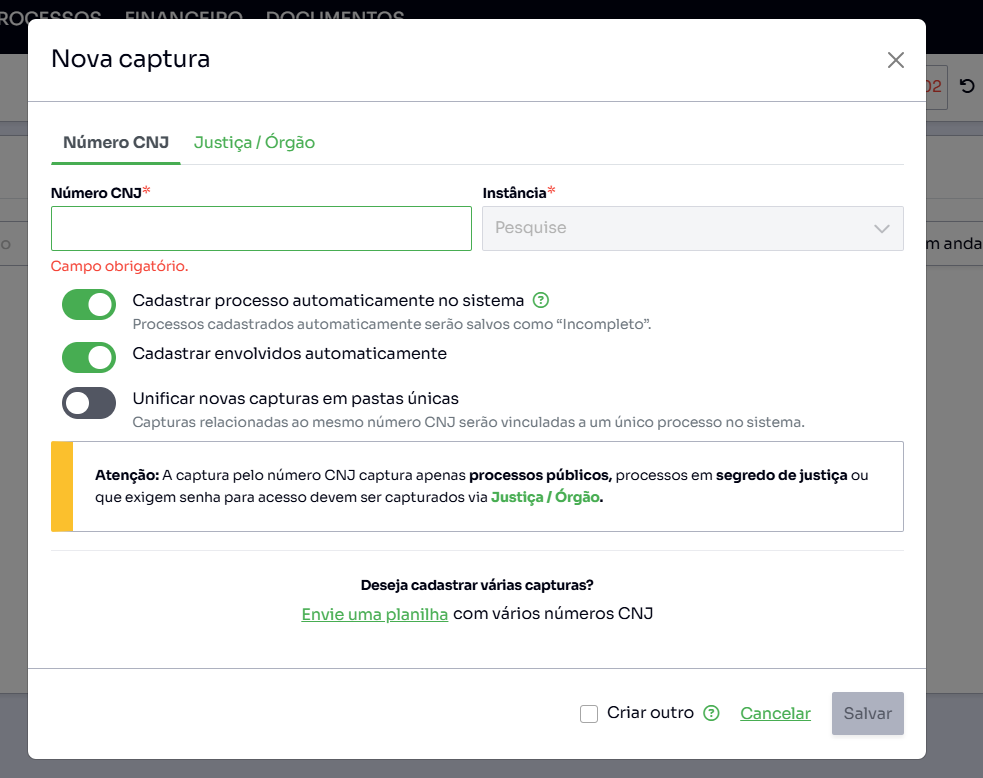 PROCESSOS FINANCEIRO DOCUMENTOS
Nova captura
02
Número CNJ Justiça / Órgão
Número CNJ* Instância*
Pesquise
o
m anda
Campo obrigatório.
Cadastrar processo automaticamente no sistema
Processos cadastrados automaticamente serão salvos como “Incompleto”.
Cadastrar envolvidos automaticamente
Unificar novas capturas em pastas únicas
Capturas relacionadas ao mesmo número CNJ serão vinculadas a um único processo no sistema.
Atenção: A captura pelo número CNJ captura apenas processos públicos, processos em segredo de justiça ou
que exigem senha para acesso devem ser capturados via Justiça / Órgão.
Deseja cadastrar várias capturas?
Envie uma planilha com vários números CNJ
Criar outro Cancelar Salvar